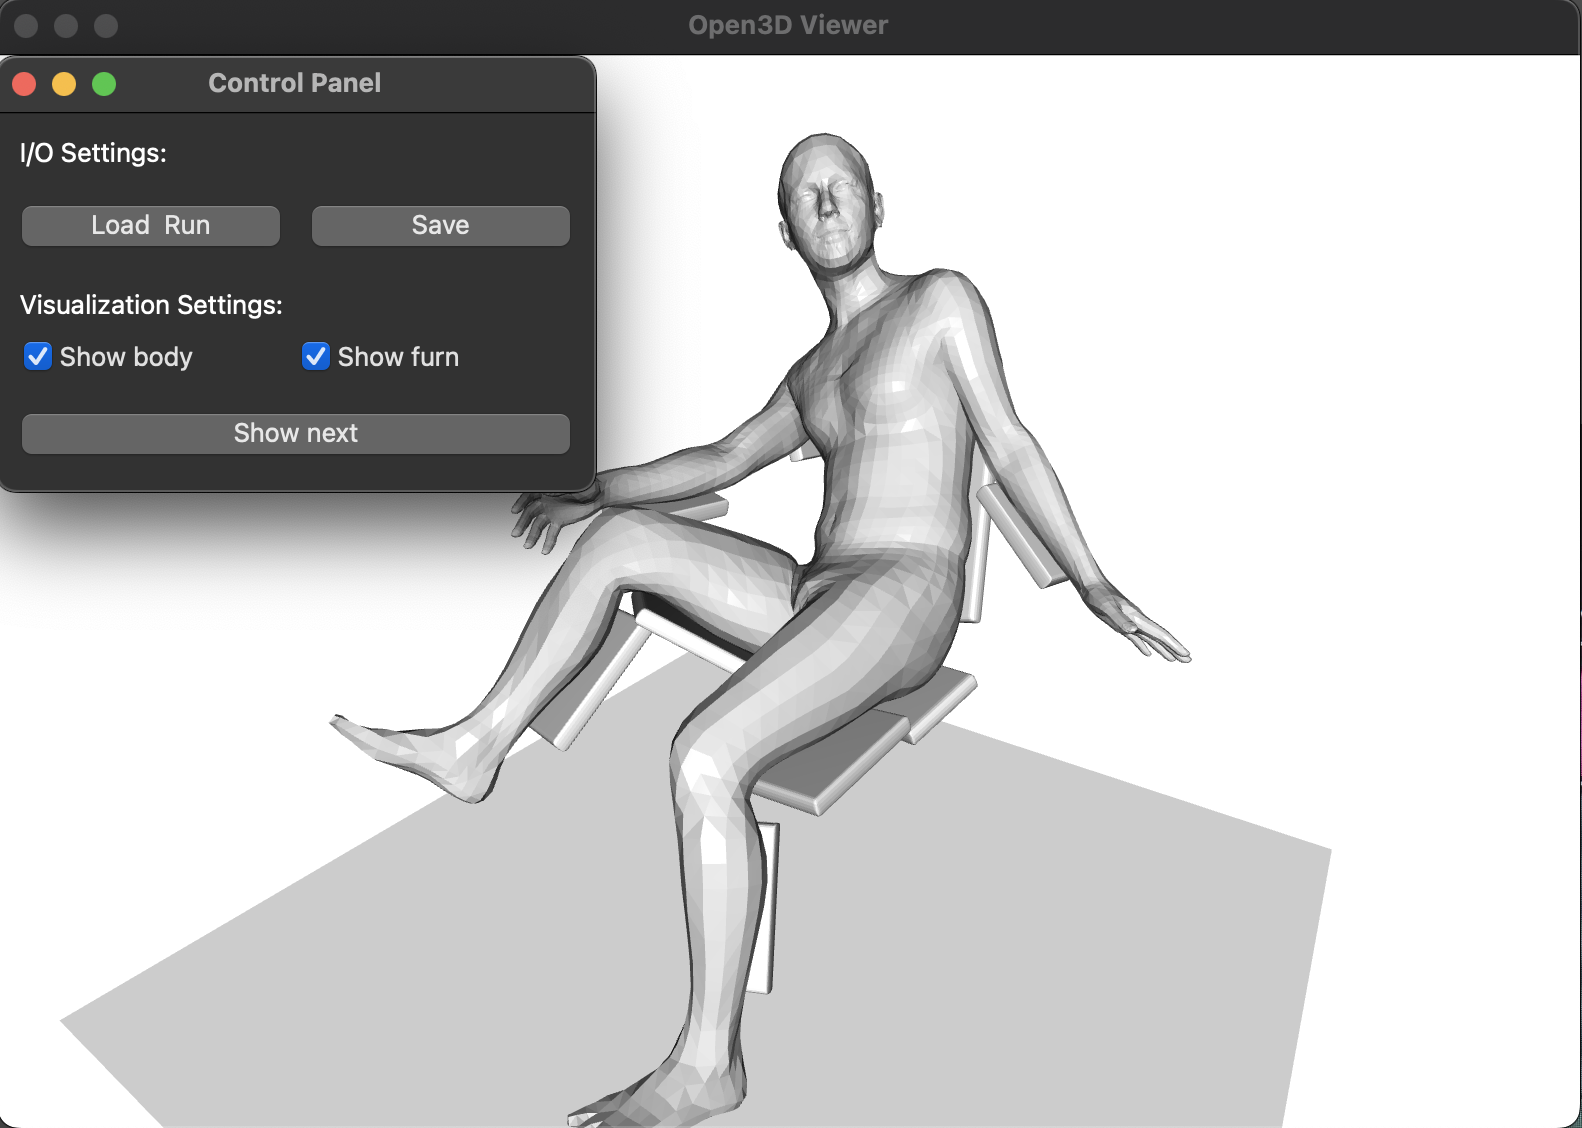 Open3D Viewer
Control Panel
I/O Settings:
Load  Run
Save
Visualization Settings:
Show body
Show furn
Show next